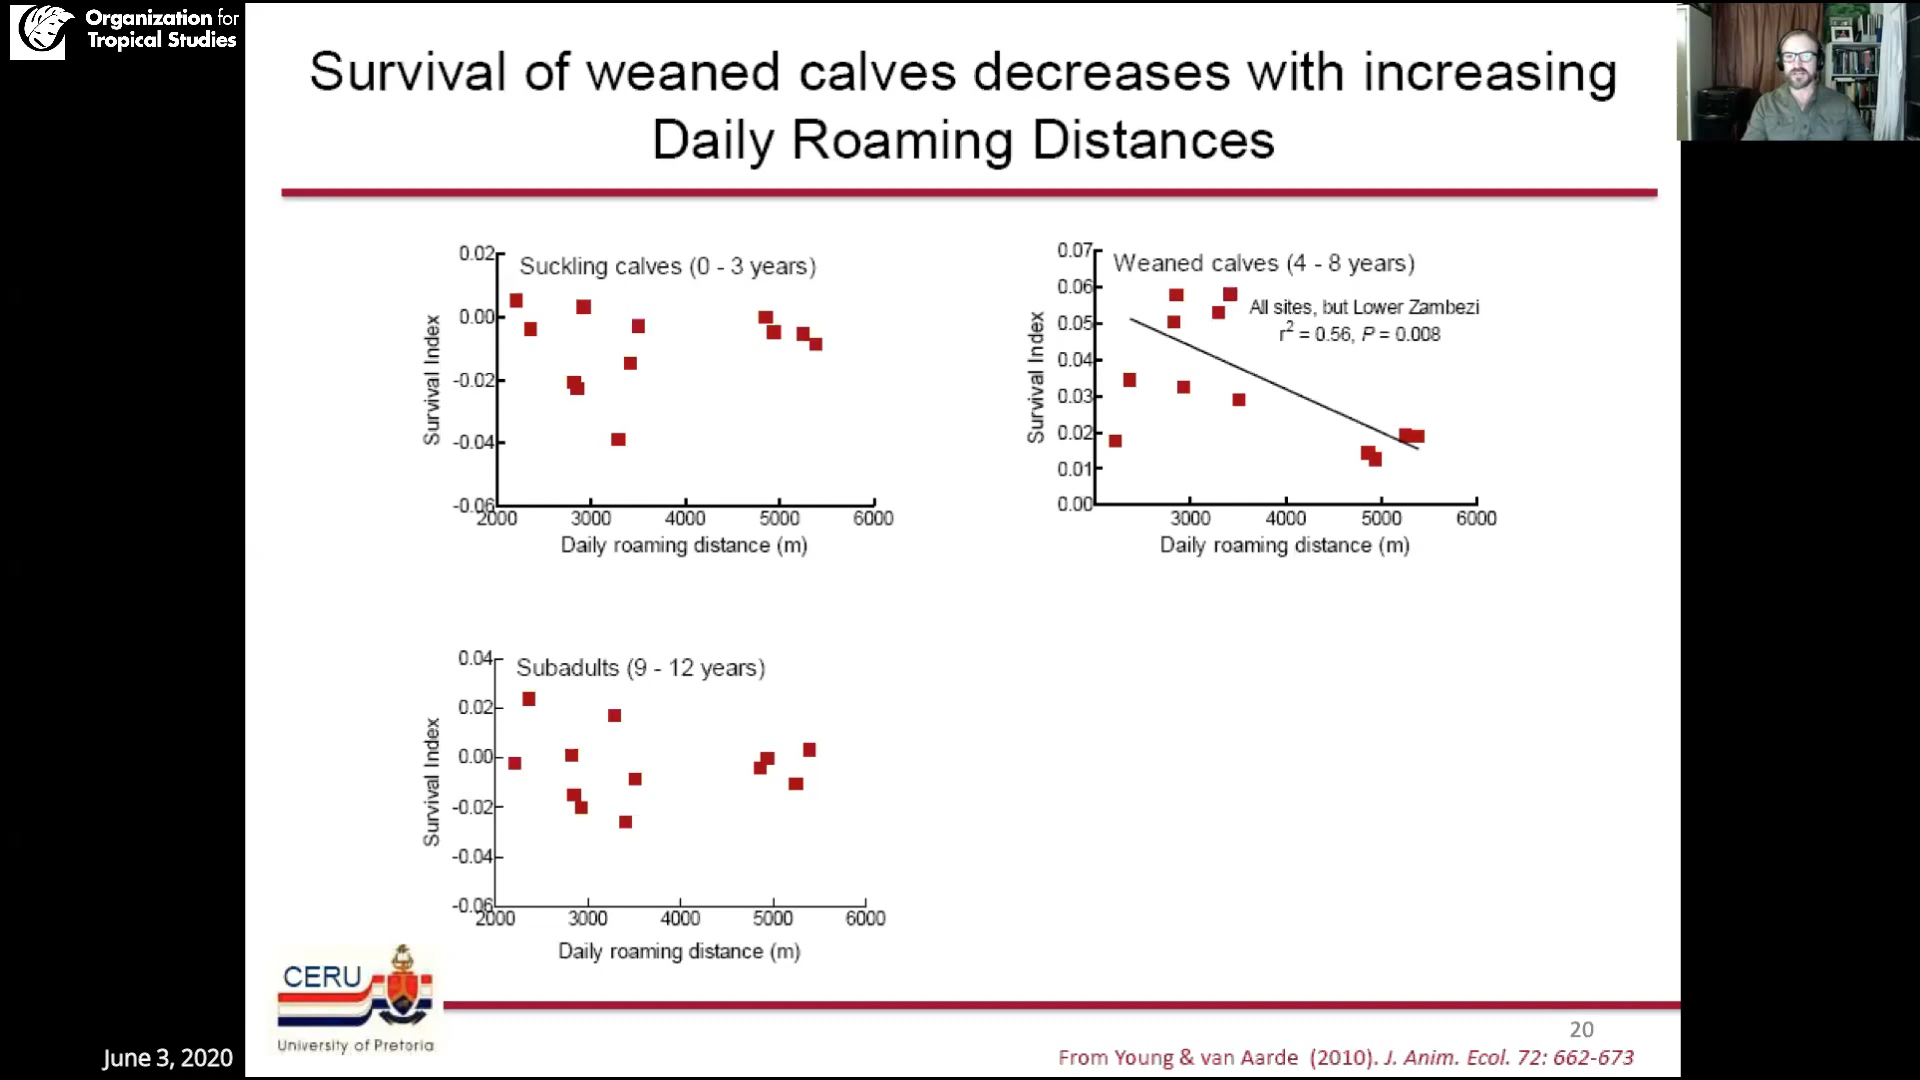 Organization for
Tropical Studies
Survival of weaned calves decreases with increasing
Daily Roaming Distances
0.02
Suckling calves (0 - 3 years)
0.00
-0.02
-0.04
-0.06
Survival Index
2000 3000 4000 5000 6000
Daily roaming distance (m)
0.07
Weaned calves (4 - 8 years)
0.06
All sites, but Lower Zambezi
0.05
r² = 0.56, P = 0.008
0.04
0.03
0.02
0.01
0.00
Survival Index
3000 4000 5000 6000
Daily roaming distance (m)
0.04
Subadults (9 - 12 years)
0.02
0.00
-0.02
-0.04
-0.06
Survival Index
2000 3000 4000 5000 6000
Daily roaming distance (m)
CERU
University of Pretoria
20
From Young & van Aarde (2010). J. Anim. Ecol. 72: 662-673
June 3, 2020